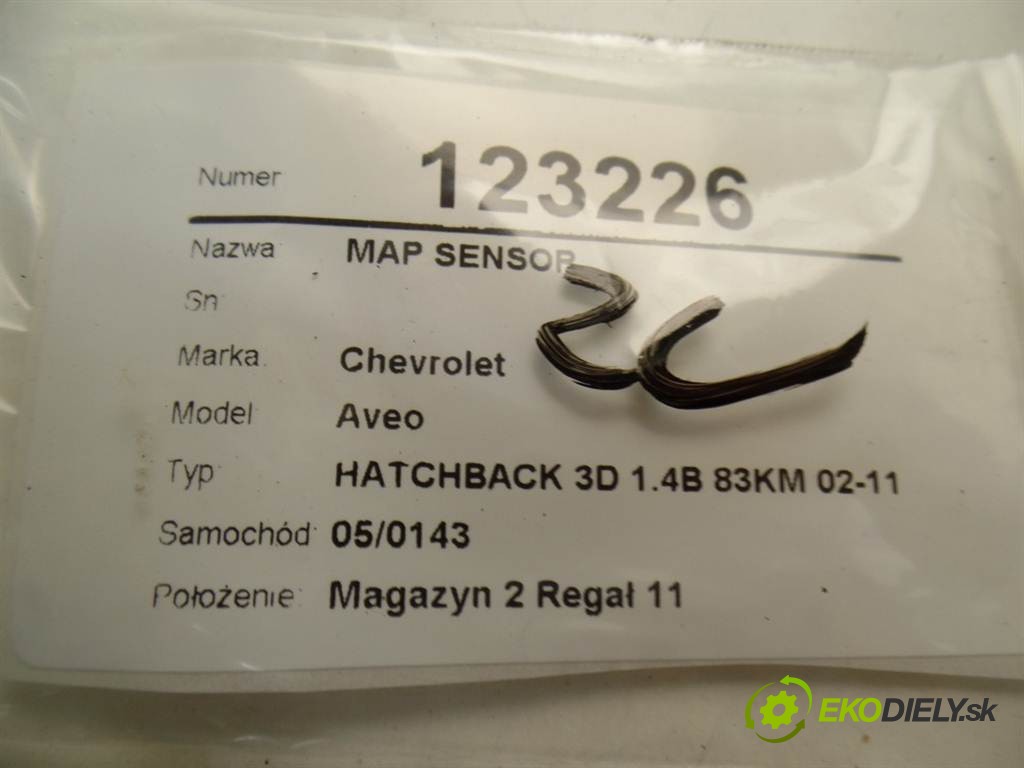 Numer 123226
Nazwa: MAP SENSOR
Sn:
Marka: Chevrolet
Model: Aveo
Typ: HATCHBACK 3D 1.4B 83KM 02-11
Samochód: 05/0143
Położenie: Magazyn 2 Regał 11
EKODIELY.sk